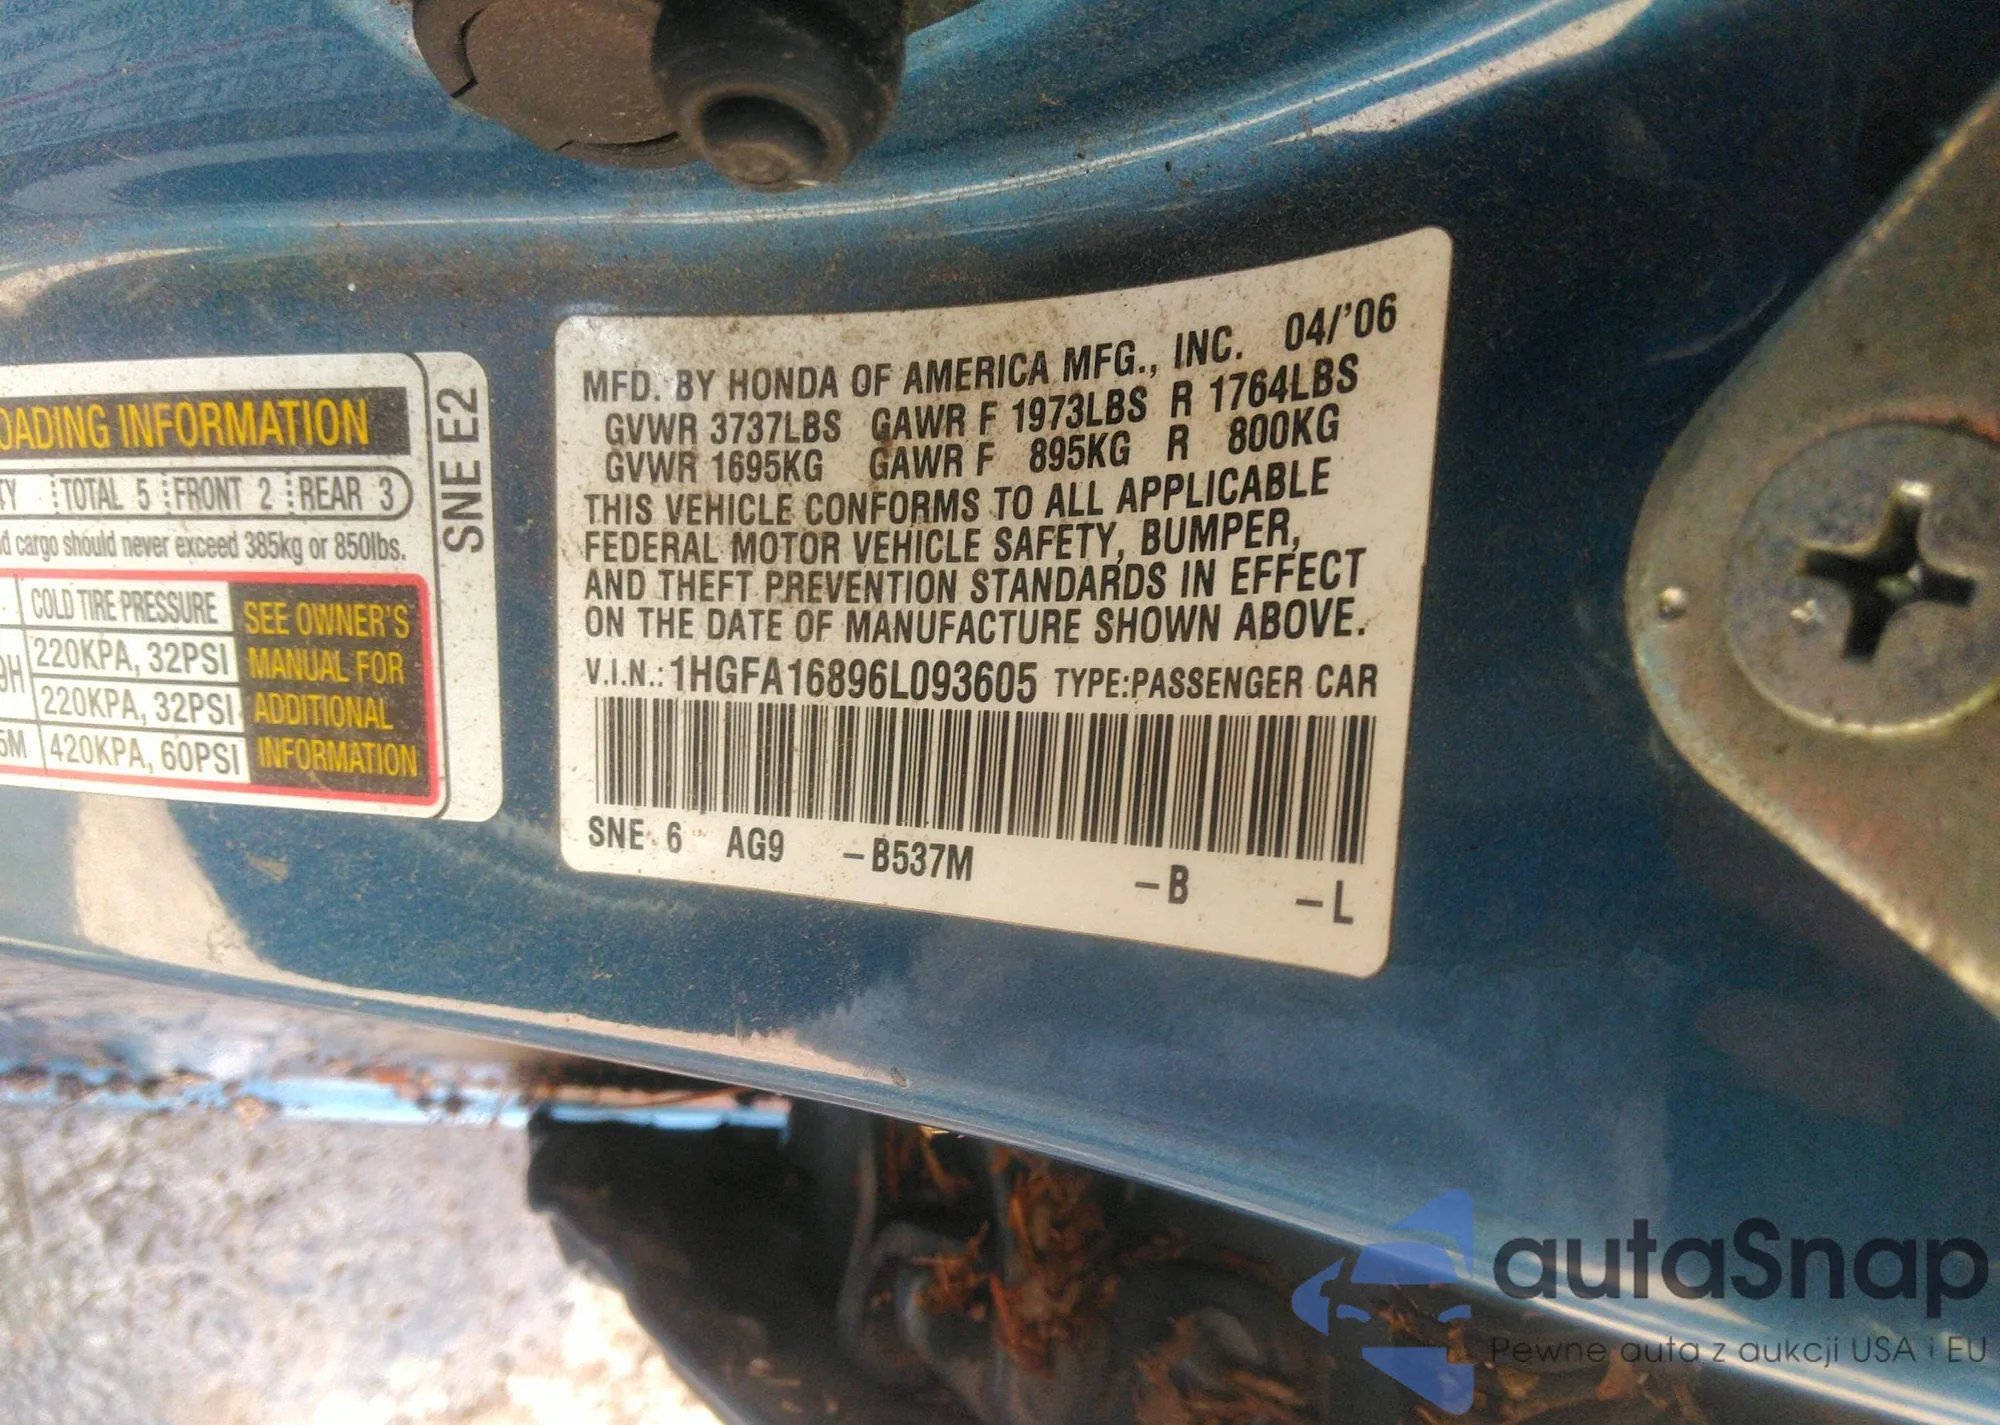 OADING INFORMATION
TOTAL 5 FRONT 2 REAR 3
cargo should never exceed 385kg or 850lbs.
COLD TIRE PRESSURE
220KPA, 32PSI
220KPA, 32PSI
420KPA, 60PSI
SEE OWNER'S
MANUAL FOR
ADDITIONAL
INFORMATION
SNE E2
MFD. BY HONDA OF AMERICA MFG., INC. 04/'06
GVWR 3737LBS GAWR F 1973LBS R 1764LBS
GVWR 1695KG GAWR F 895KG R 800KG
THIS VEHICLE CONFORMS TO ALL APPLICABLE
FEDERAL MOTOR VEHICLE SAFETY, BUMPER,
AND THEFT PREVENTION STANDARDS IN EFFECT
ON THE DATE OF MANUFACTURE SHOWN ABOVE.
V.I.N.: 1HGFA16896L093605 TYPE:PASSENGER CAR
SNE 6 AG9 -B537M -B -L
autaSnap
Pewne auta z aukcji USA i EU